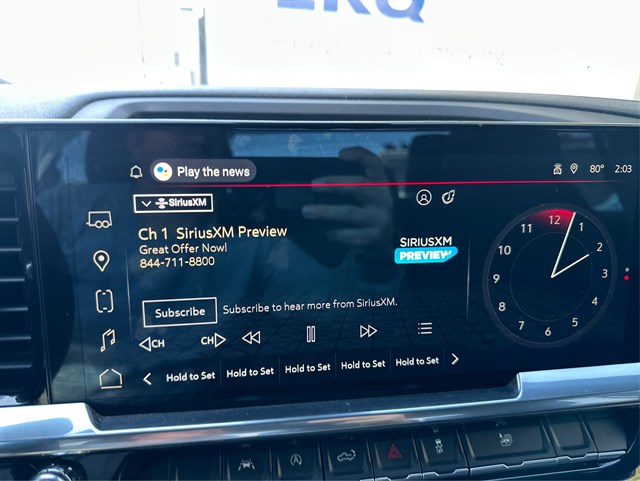 Play the news
80° 2:03
SiriusXM
Ch 1 SiriusXM Preview
Great Offer Now!
844-711-8800
SIRIUSXM
PREVIEW
Subscribe
Subscribe to hear more from SiriusXM.
CH
CH
Hold to Set
Hold to Set
Hold to Set
Hold to Set
Hold to Set
12
1
2
3
4
5
6
7
8
9
10
11